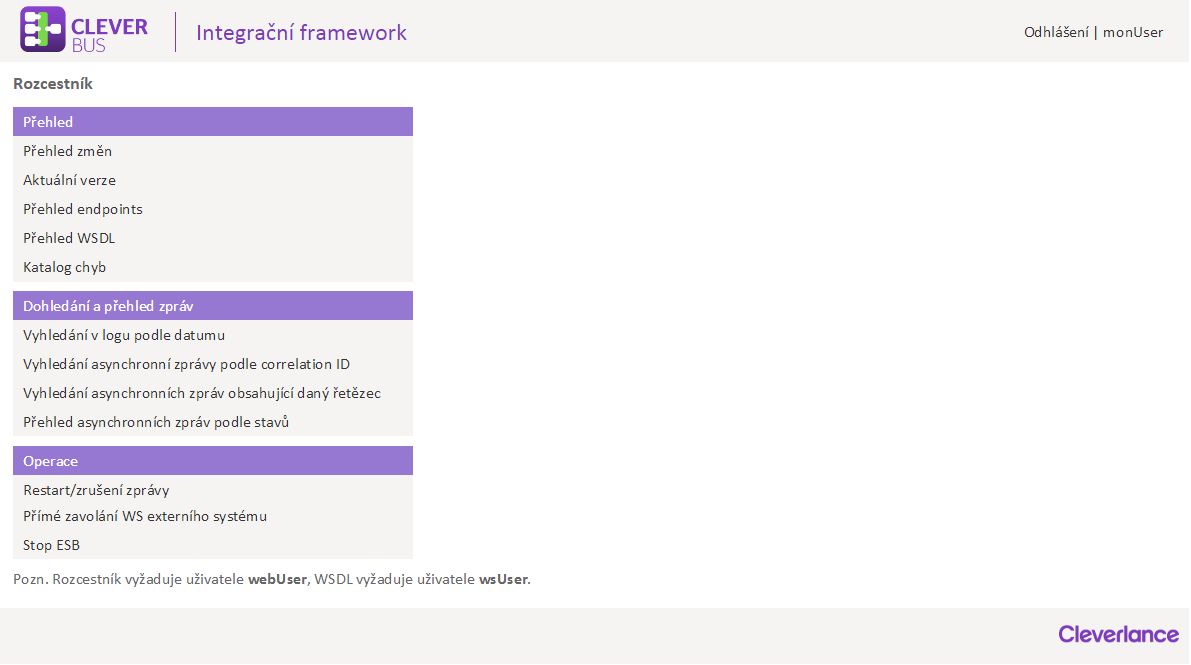 CLEVER
BUS
Integrační framework
Odhlášení | monUser
Rozcestník
Přehled
Přehled změn
Aktuální verze
Přehled endpoints
Přehled WSDL
Katalog chyb
Dohledání a přehled zpráv
Vyhledání v logu podle datumu
Vyhledání asynchronní zprávy podle correlation ID
Vyhledání asynchronních zpráv obsahující daný řetězec
Přehled asynchronních zpráv podle stavů
Operace
Restart/zrušení zprávy
Přímé zavolání WS externího systému
Stop ESB
Pozn. Rozcestník vyžaduje uživatele webUser, WSDL vyžaduje uživatele wsUser.
Cleverlance